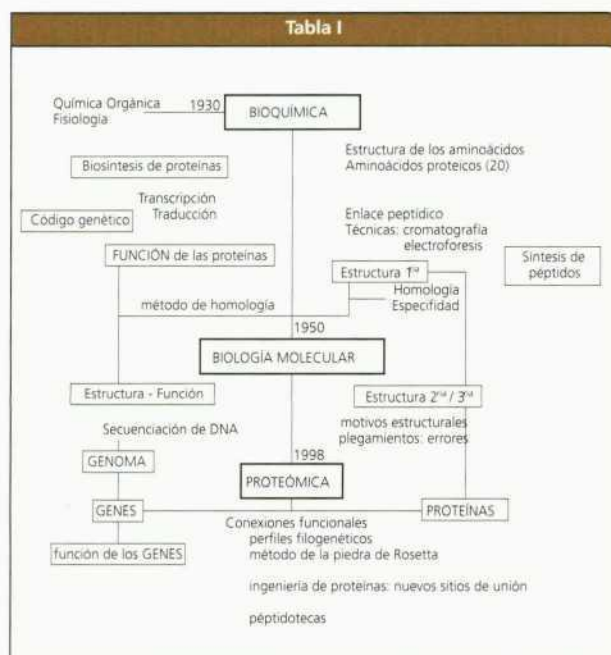 Tabla I
Química Orgánica
Fisiología
1930
BIOQUÍMICA
Estructura de los aminoácidos
Aminoácidos proteicos (20)
Biosíntesis de proteínas
Transcripción
Traducción
Código genético
Enlace peptídico
Técnicas: cromatografía
electroforesis
FUNCIÓN de las proteínas
Síntesis de
péptidos
Estructura 1ria
Homología
Especifidad
método de homología
1950
BIOLOGÍA MOLECULAR
Estructura - Función
Estructura 2ria / 3ria
motivos estructurales
plegamientos: errores
Secuenciación de DNA
1998
GENOMA
PROTEÓMICA
GENES
PROTEÍNAS
Conexiones funcionales
perfiles filogenéticos
método de la piedra de Rosetta
función de los GENES
ingeniería de proteínas: nuevos sitios de unión
péptidotecas